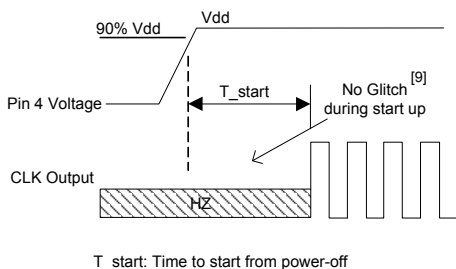 Vdd
90% Vdd
T_start
No Glitch [9]
during start up
Pin 4 Voltage
CLK Output
HZ
T_start: Time to start from power-off